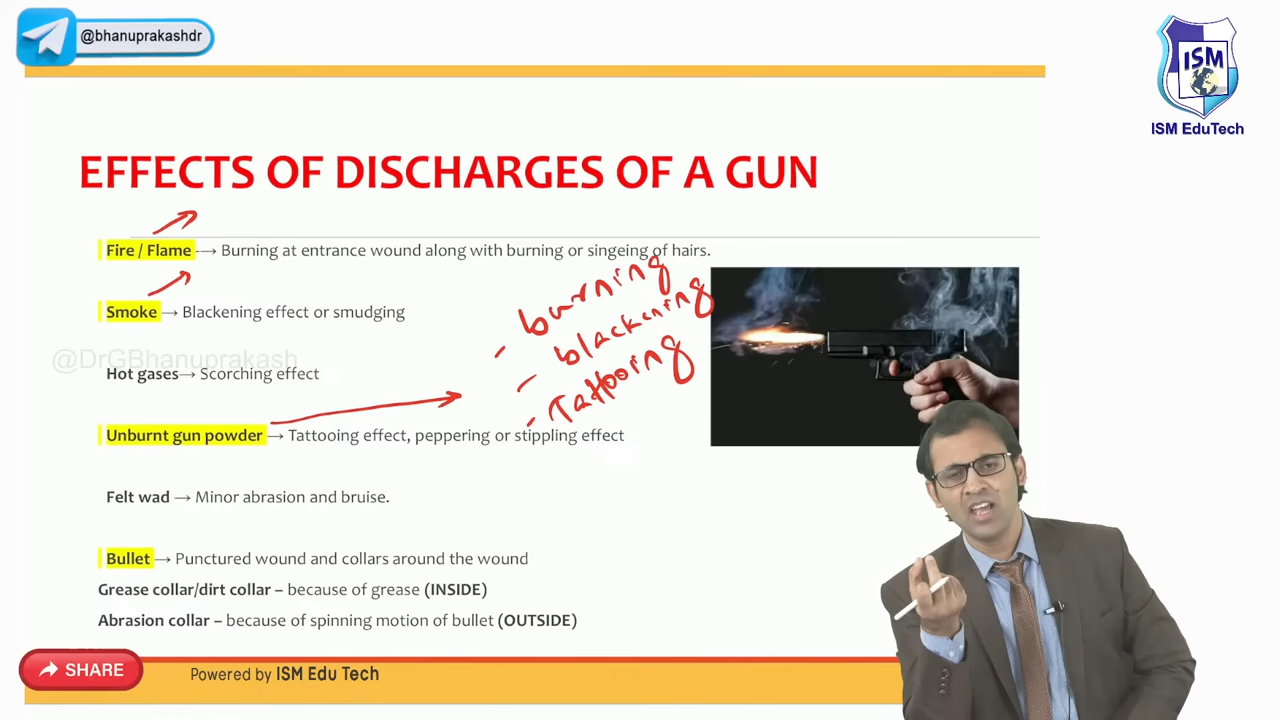 @bhanuprakashdr
ISM
ISM EduTech
EFFECTS OF DISCHARGES OF A GUN
Fire / Flame → Burning at entrance wound along with burning or singeing of hairs.
- burning
Smoke → Blackening effect or smudging
- blackening
@DrGBhanuprakash
Hot gases → Scorching effect
- Tattooing
Unburnt gun powder → Tattooing effect, peppering or stippling effect
Felt wad → Minor abrasion and bruise.
Bullet → Punctured wound and collars around the wound
Grease collar/dirt collar – because of grease (INSIDE)
Abrasion collar – because of spinning motion of bullet (OUTSIDE)
SHARE
Powered by ISM Edu Tech